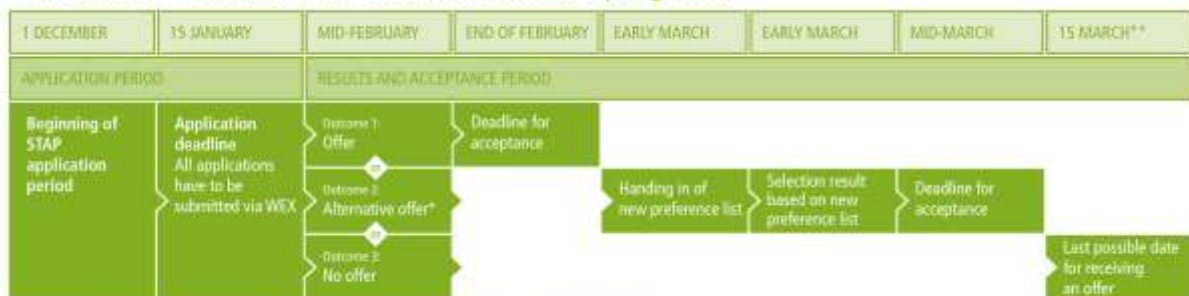 1 DECEMBER
15 JANUARY
MID-FEBRUARY
END OF FEBRUARY
EARLY MARCH
EARLY MARCH
MID-MARCH
15 MARCH**
APPLICATION PERIOD
RESULTS AND ACCEPTANCE PERIOD
Beginning of
STAP
application
period
Application
deadline
All applications
have to be
submitted via WEX
Outcome 1:
Offer
or
Outcome 2:
Alternative offer*
or
Outcome 3:
No offer
Deadline for
acceptance
Handing in of
new preference list
Selection result
based on new
preference list
Deadline for
acceptance
Last possible date
for receiving
an offer